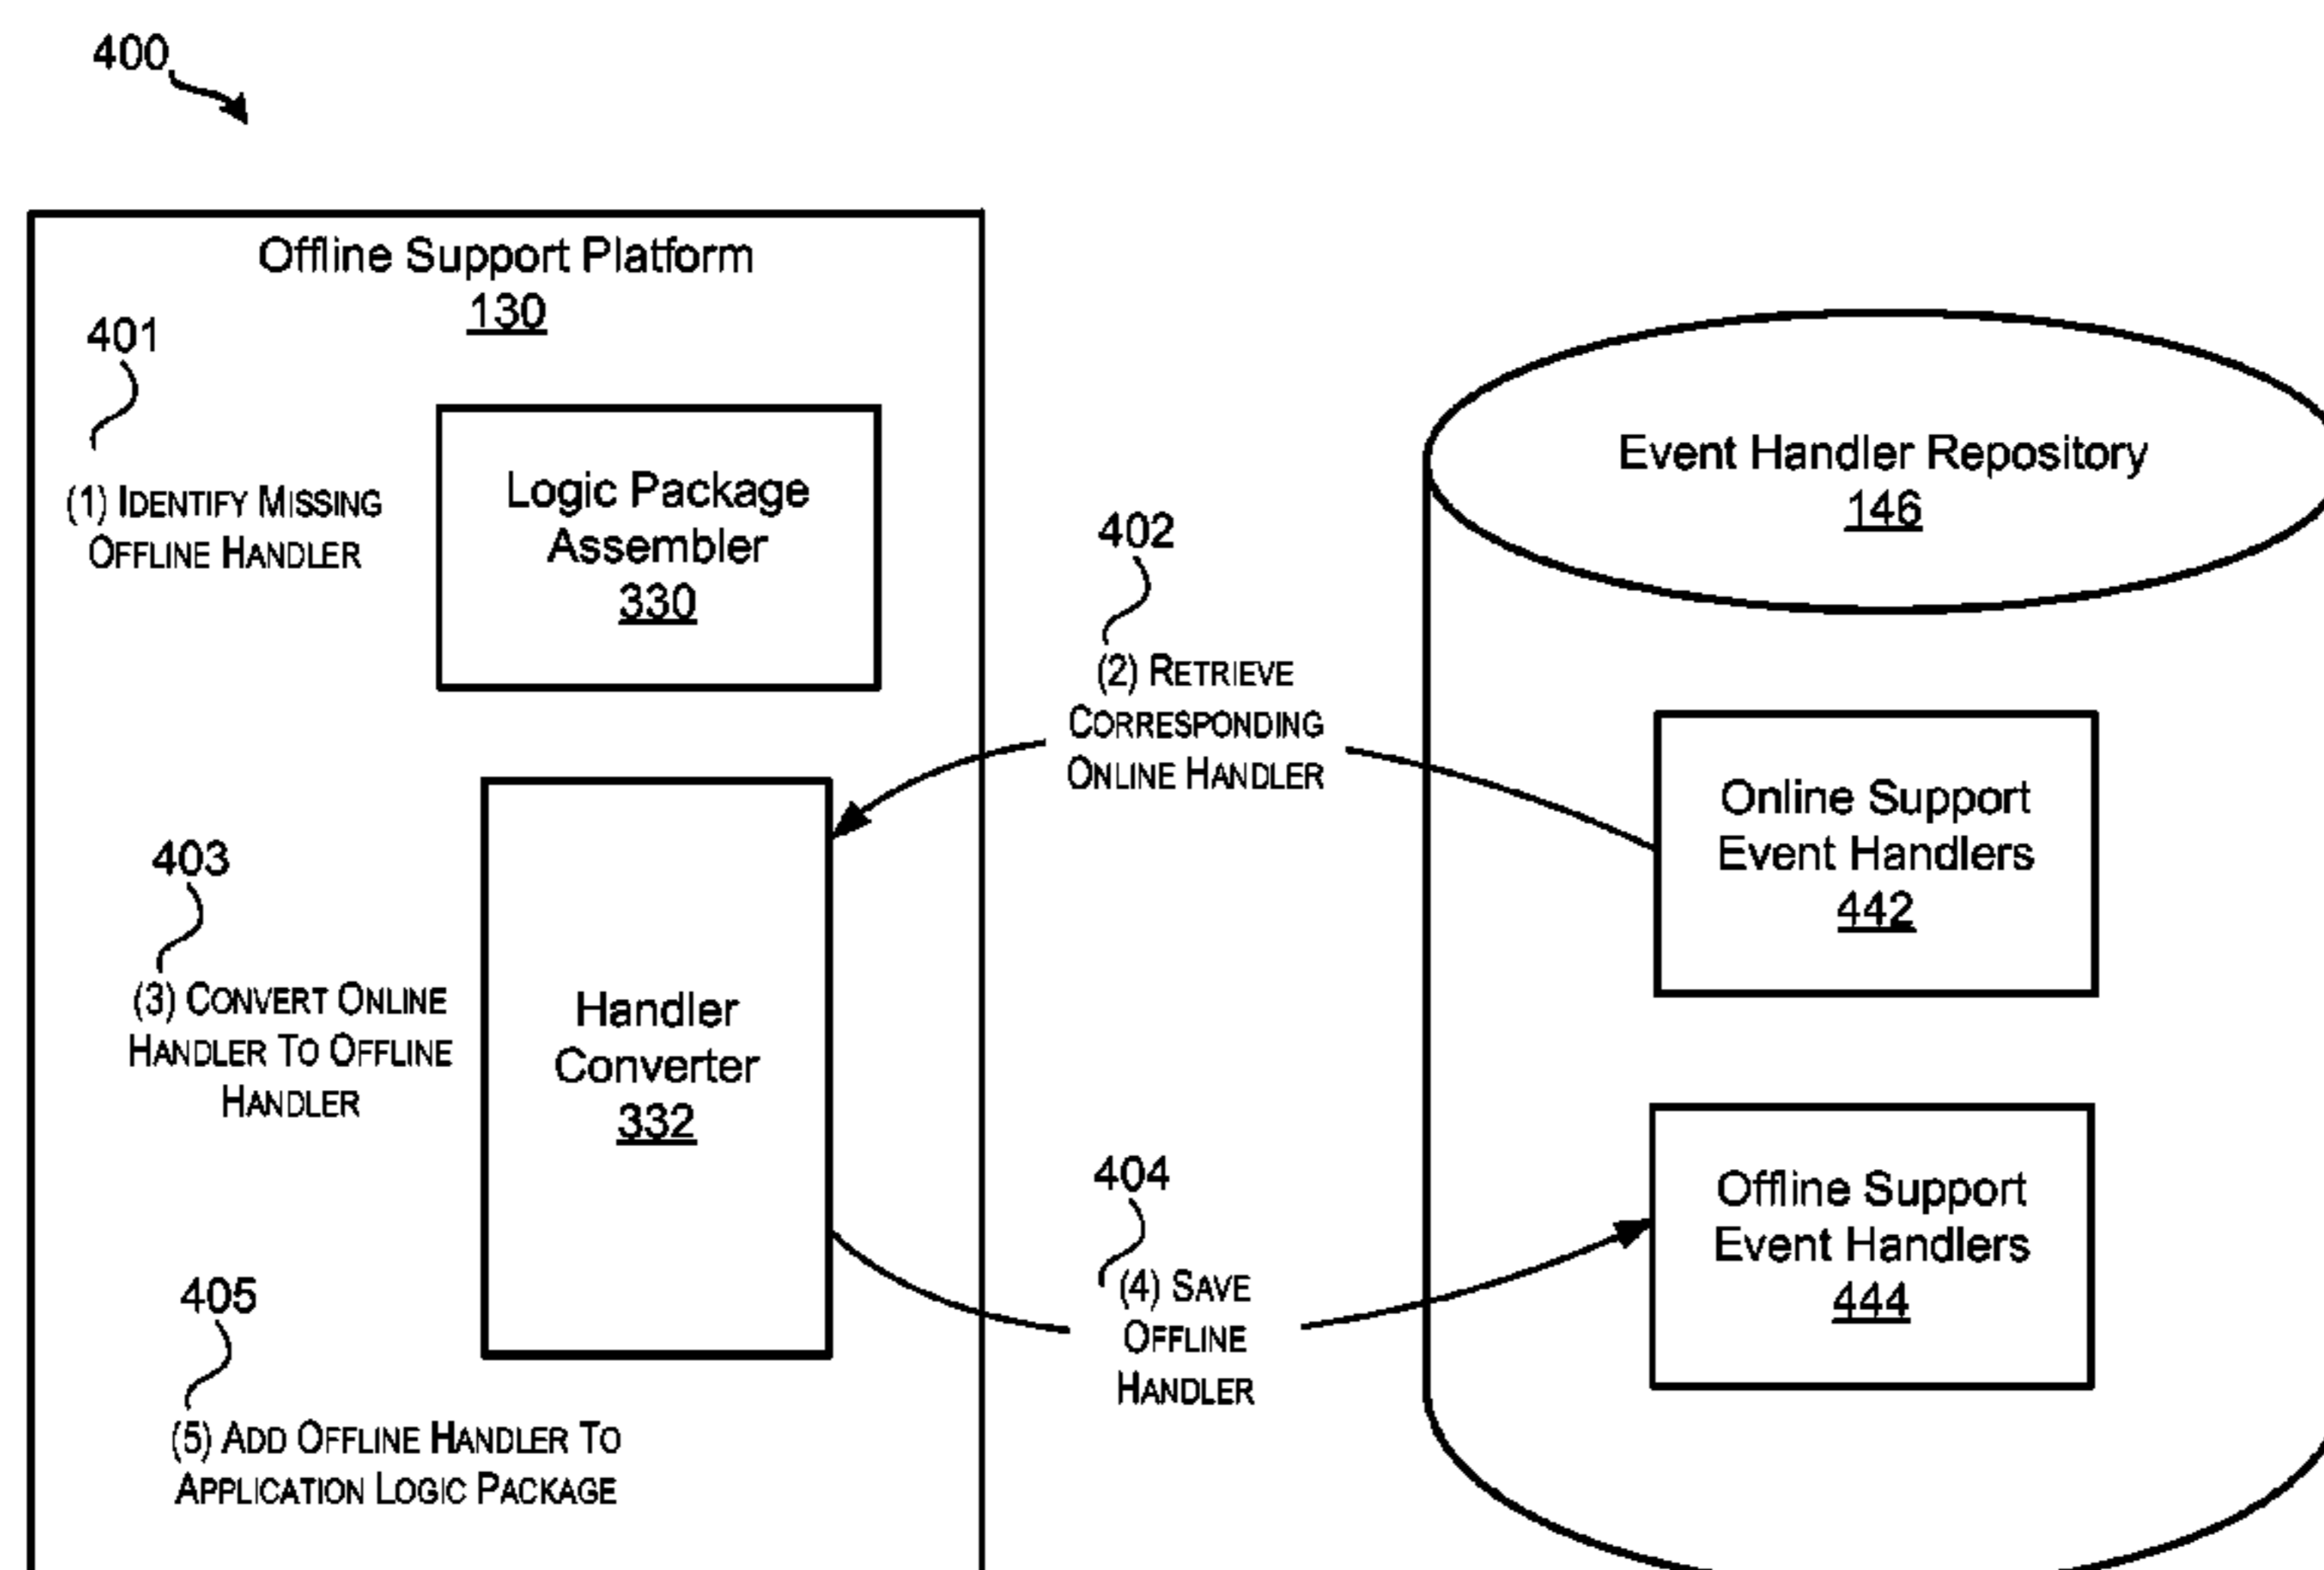 400
Offline Support Platform
130
401
(1) IDENTIFY MISSING
OFFLINE HANDLER
Logic Package
Assembler
330
402
(2) RETRIEVE
CORRESPONDING
ONLINE HANDLER
Event Handler Repository
146
Online Support
Event Handlers
442
403
(3) CONVERT ONLINE
HANDLER TO OFFLINE
HANDLER
Handler
Converter
332
404
(4) SAVE
OFFLINE
HANDLER
Offline Support
Event Handlers
444
405
(5) ADD OFFLINE HANDLER TO
APPLICATION LOGIC PACKAGE